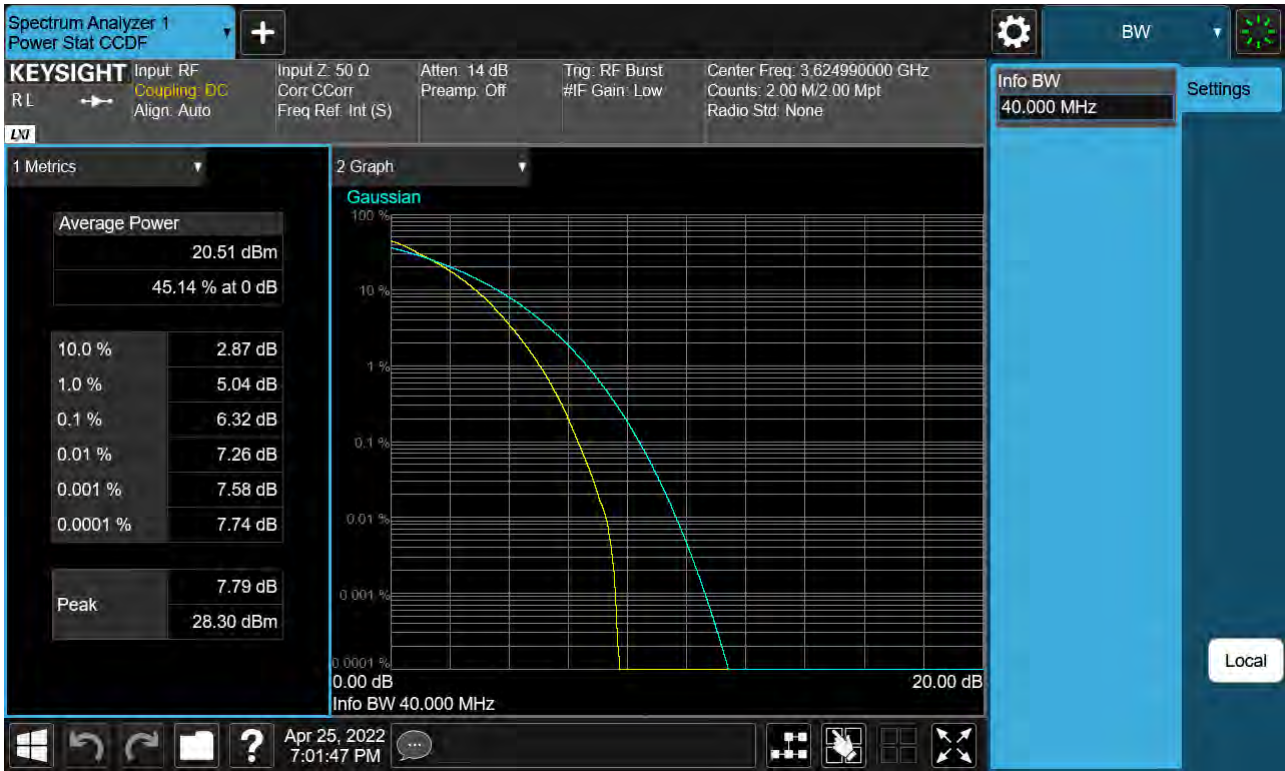 Spectrum Analyzer 1
Power Stat CCDF
+
BW
KEYSIGHT
RL
LXI
Input: RF
Coupling: DC
Align: Auto
Input Z: 50 Ω
Corr CCorr
Freq Ref: Int (S)
Atten: 14 dB
Preamp: Off
Trig: RF Burst
#IF Gain: Low
Center Freq: 3.624990000 GHz
Counts: 2.00 M/2.00 Mpt
Radio Std: None
Info BW
40.000 MHz
Settings
1 Metrics
Average Power
20.51 dBm
45.14 % at 0 dB
10.0 % 2.87 dB
1.0 % 5.04 dB
0.1 % 6.32 dB
0.01 % 7.26 dB
0.001 % 7.58 dB
0.0001 % 7.74 dB
Peak
7.79 dB
28.30 dBm
2 Graph
Gaussian
100 %
10 %
1 %
0.1 %
0.01 %
0.001 %
0.0001 %
0.00 dB 20.00 dB
Info BW 40.000 MHz
Local
?
Apr 25, 2022
7:01:47 PM